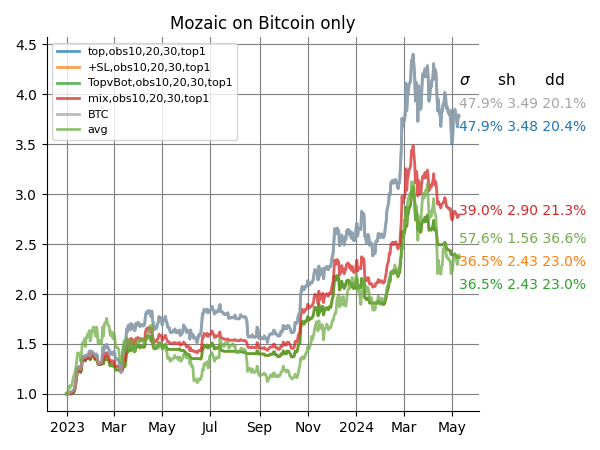 Mozaic on Bitcoin only
top,obs10,20,30,top1
+SL,obs10,20,30,top1
TopvBot,obs10,20,30,top1
mix,obs10,20,30,top1
BTC
avg
σ sh dd
47.9% 3.49 20.1%
47.9% 3.48 20.4%
39.0% 2.90 21.3%
57.6% 1.56 36.6%
36.5% 2.43 23.0%
36.5% 2.43 23.0%
4.5
4.0
3.5
3.0
2.5
2.0
1.5
1.0
2023 Mar May Jul Sep Nov 2024 Mar May